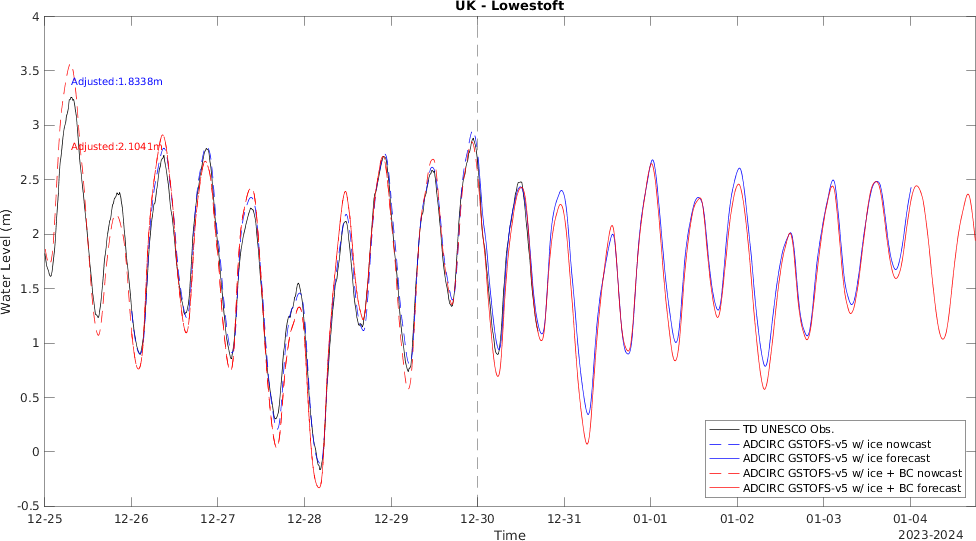 UK - Lowestoft
Water Level (m)
4
3.5
3
2.5
2
1.5
1
0.5
0
-0.5
Adjusted:1.8338m
Adjusted:2.1041m
TD UNESCO Obs.
ADCIRC GSTOFS-v5 w/ ice nowcast
ADCIRC GSTOFS-v5 w/ ice forecast
ADCIRC GSTOFS-v5 w/ ice + BC nowcast
ADCIRC GSTOFS-v5 w/ ice + BC forecast
12-25 12-26 12-27 12-28 12-29 12-30 12-31 01-01 01-02 01-03 01-04
Time
2023-2024